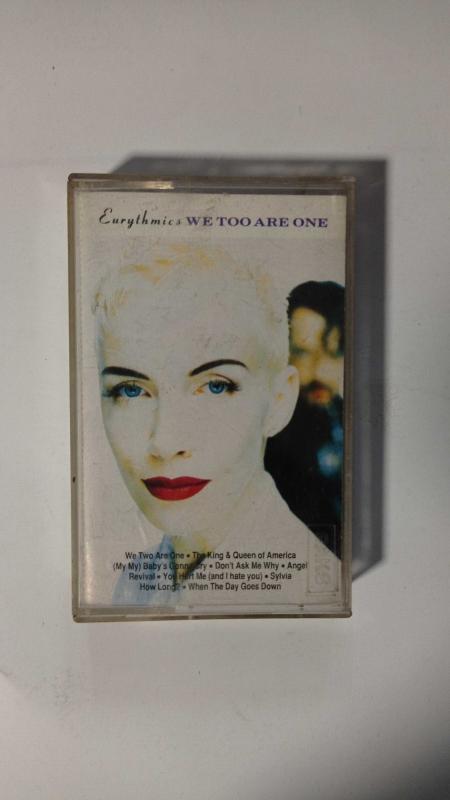 Eurythmics WE TOO ARE ONE
We Two Are One • The King & Queen of America
(My My) Baby's Gonna Cry • Don't Ask Me Why • Angel
Revival • You Hurt Me (and I hate you) • Sylvia
How Long? • When The Day Goes Down